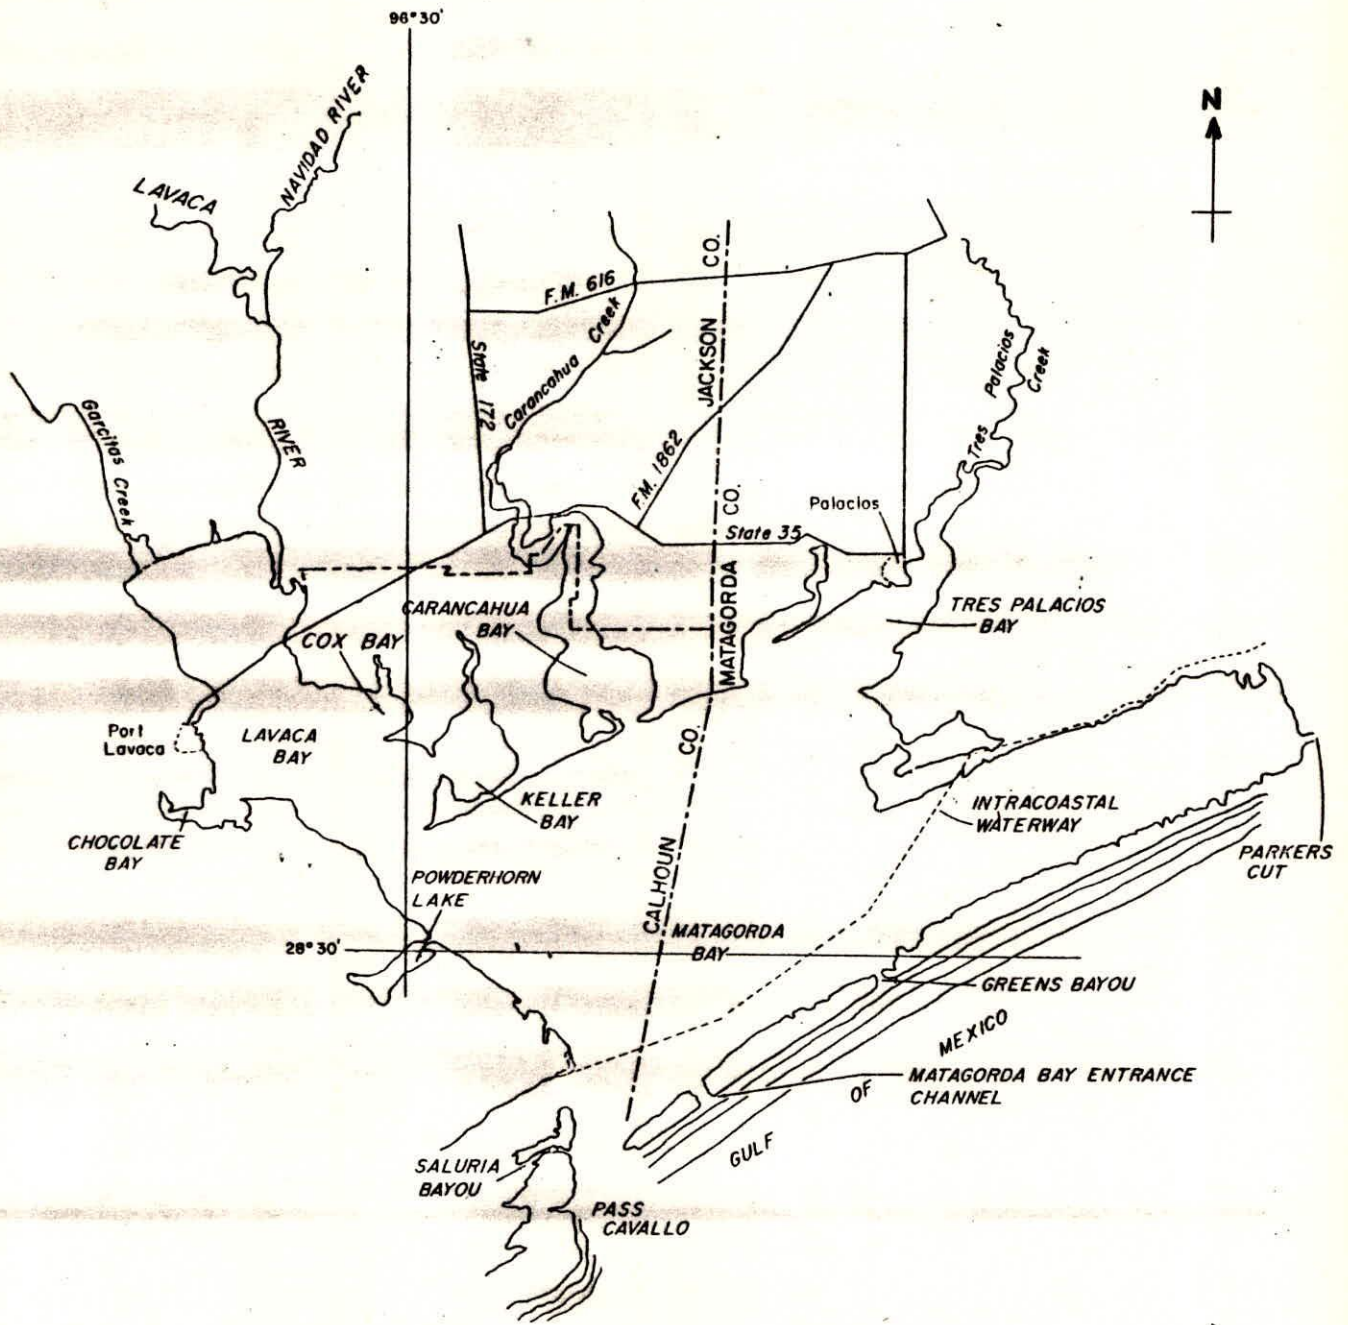 96°30'
N
NAVIDAD RIVER
LAVACA
RIVER
F.M. 616
CO.
JACKSON
Carancahua Creek
State 172
Palacios
Creek
Tres
Garcitas Creek
F.M. 1862
CO.
Palacios
State 35
MATAGORDA
CARANCAHUA
BAY
COX BAY
TRES PALACIOS
BAY
Port
Lavaca
LAVACA
BAY
CO.
KELLER
BAY
INTRACOASTAL
WATERWAY
CHOCOLATE
BAY
PARKERS
CUT
CALHOUN
POWDERHORN
LAKE
MATAGORDA
BAY
28°30'
GREENS BAYOU
MEXICO
OF
GULF
MATAGORDA BAY ENTRANCE
CHANNEL
SALURIA
BAYOU
PASS
CAVALLO